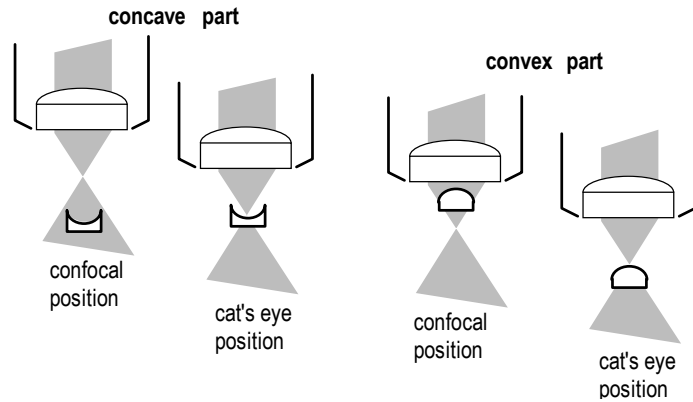 concave part
convex part
confocal
position
cat's eye
position
confocal
position
cat's eye
position